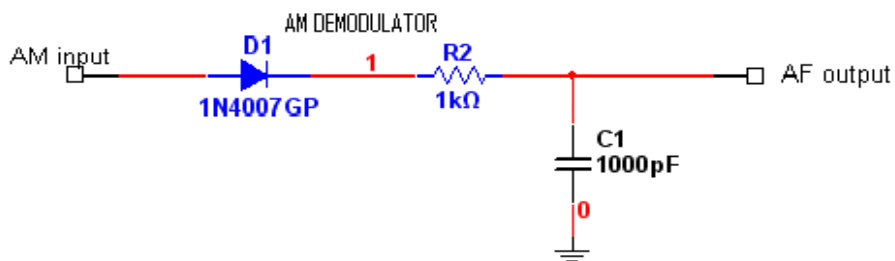 AM DEMODULATOR
AM input
D1
1N4007GP
1
R2
1kΩ
AF output
C1
1000pF
0